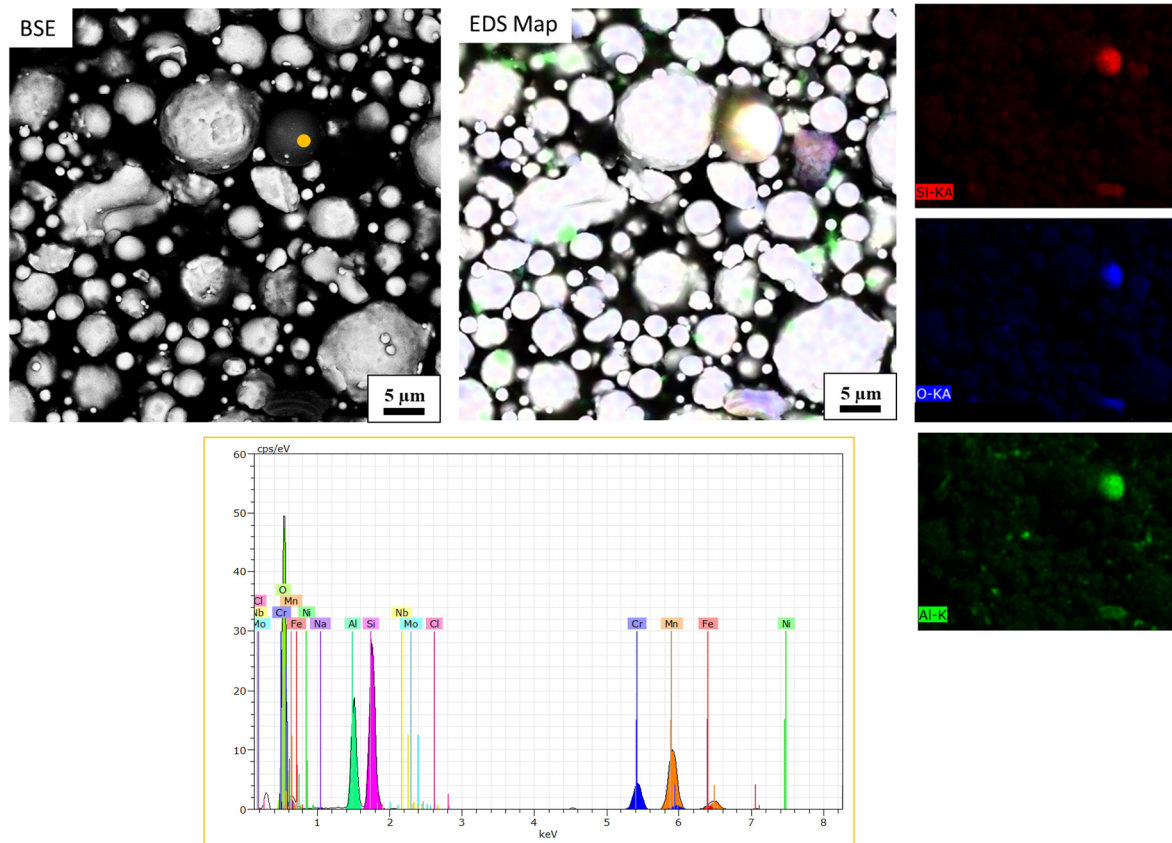 BSE
5 µm
EDS Map
5 µm
Si-KA
O-KA
Al-K
cps/eV
60
50
40
30
20
10
0
O
Cl Mn
Nb Cr Ni Nb
Mo Fe Na Al Si Mo Cl Cr Mn Fe Ni
1 2 3 4 5 6 7 8
keV